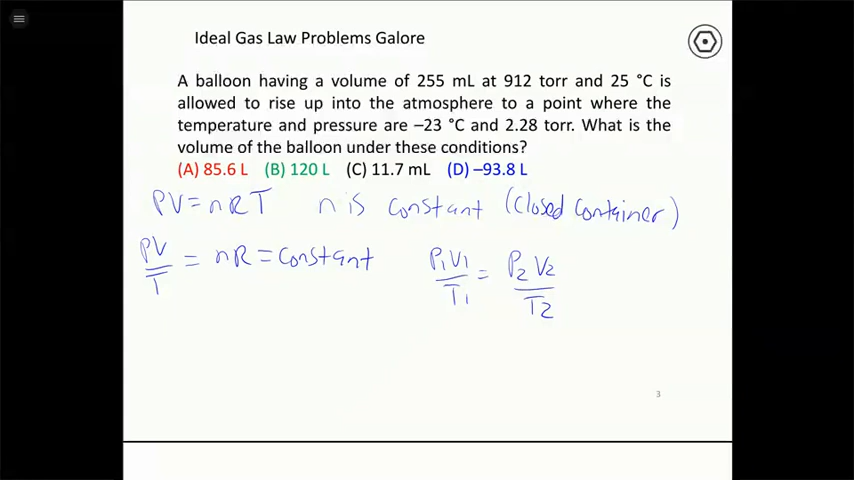 Ideal Gas Law Problems Galore
A balloon having a volume of 255 mL at 912 torr and 25 °C is
allowed to rise up into the atmosphere to a point where the
temperature and pressure are –23 °C and 2.28 torr. What is the
volume of the balloon under these conditions?
(A) 85.6 L (B) 120 L (C) 11.7 mL (D) –93.8 L
PV = nRT n is constant (closed container)
PV/T = nR = constant P₁V₁/T₁ = P₂V₂/T₂
3